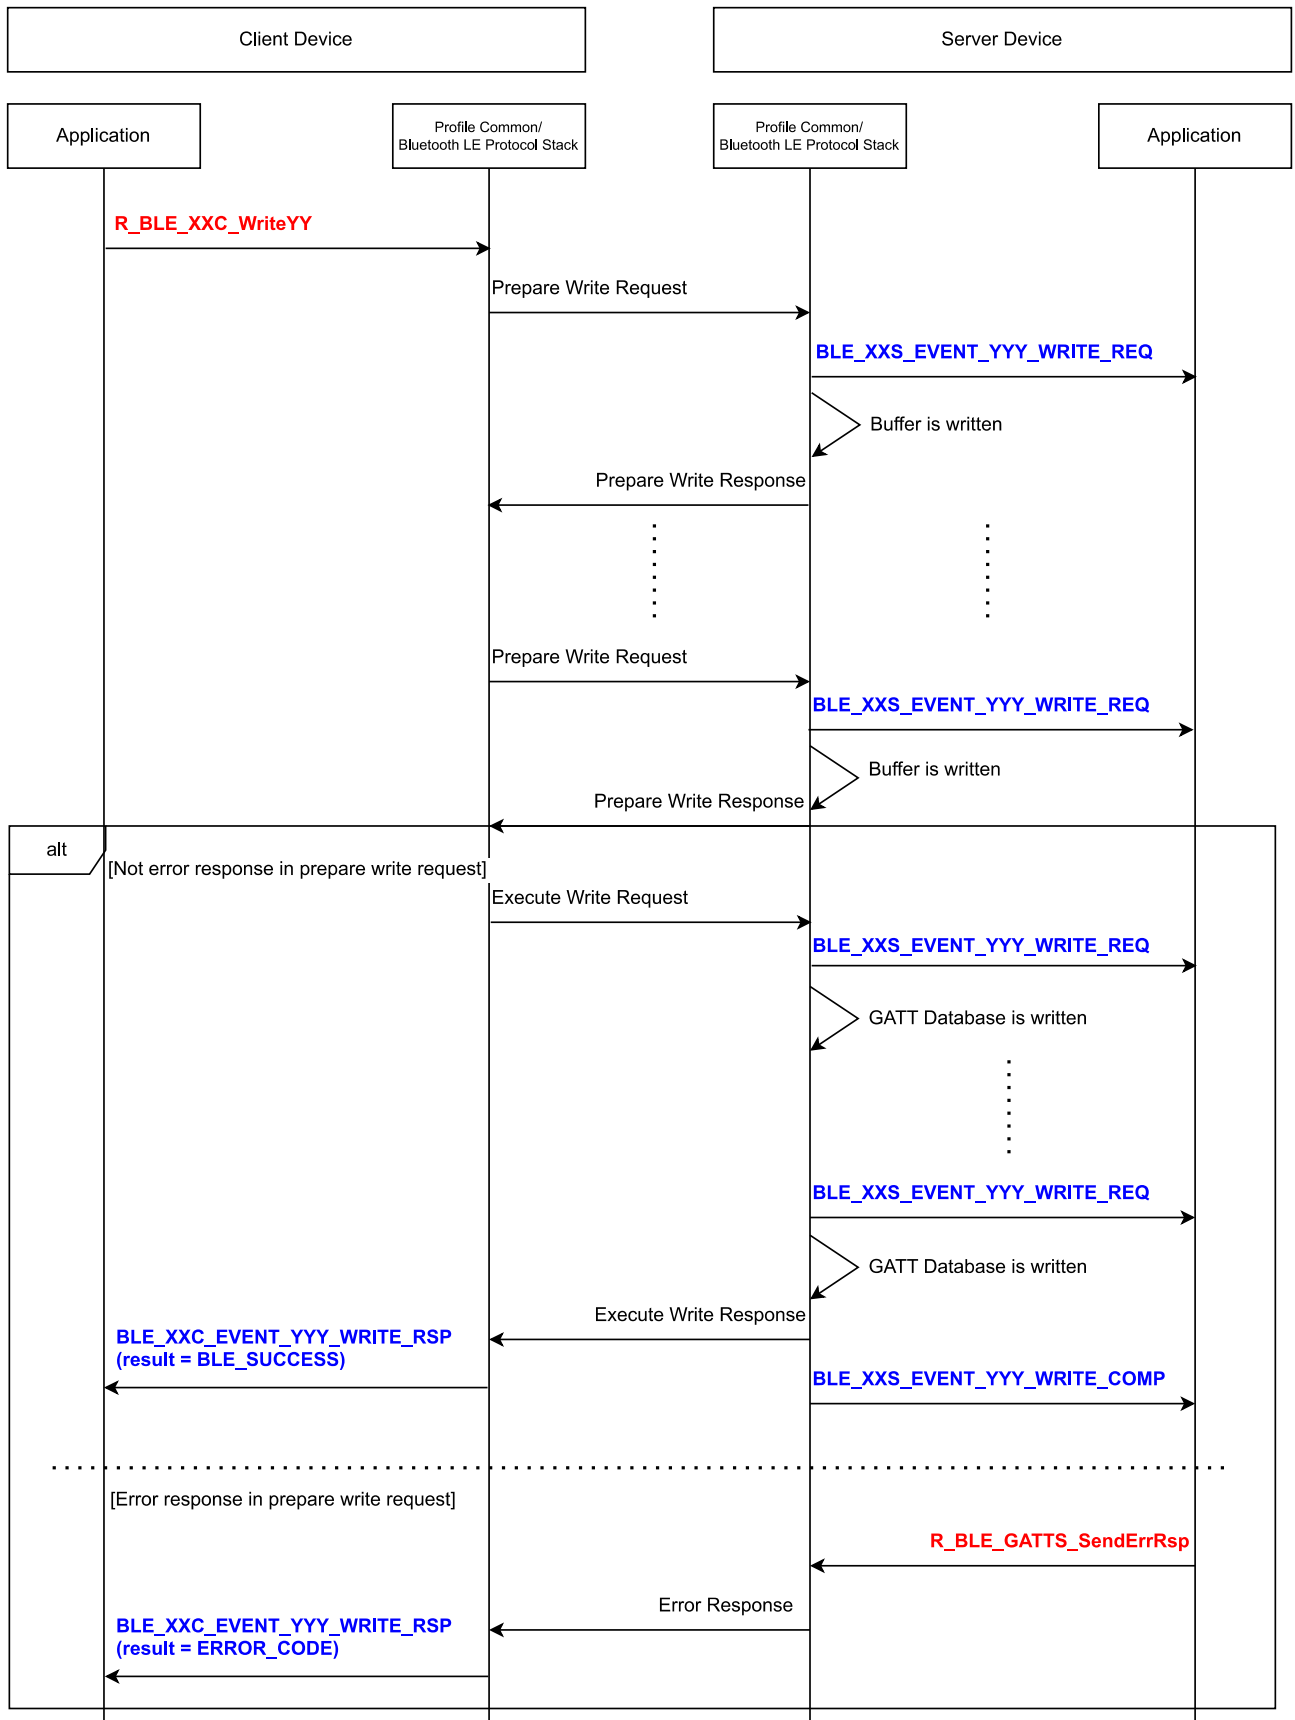 Client Device
Server Device
Application
Profile Common/
Bluetooth LE Protocol Stack
Profile Common/
Bluetooth LE Protocol Stack
Application
R_BLE_XXC_WriteYY
Prepare Write Request
BLE_XXS_EVENT_YYY_WRITE_REQ
Buffer is written
Prepare Write Response
Prepare Write Request
BLE_XXS_EVENT_YYY_WRITE_REQ
Buffer is written
Prepare Write Response
alt
[Not error response in prepare write request]
Execute Write Request
BLE_XXS_EVENT_YYY_WRITE_REQ
GATT Database is written
BLE_XXS_EVENT_YYY_WRITE_REQ
GATT Database is written
Execute Write Response
BLE_XXC_EVENT_YYY_WRITE_RSP
(result = BLE_SUCCESS)
BLE_XXS_EVENT_YYY_WRITE_COMP
[Error response in prepare write request]
R_BLE_GATTS_SendErrRsp
Error Response
BLE_XXC_EVENT_YYY_WRITE_RSP
(result = ERROR_CODE)